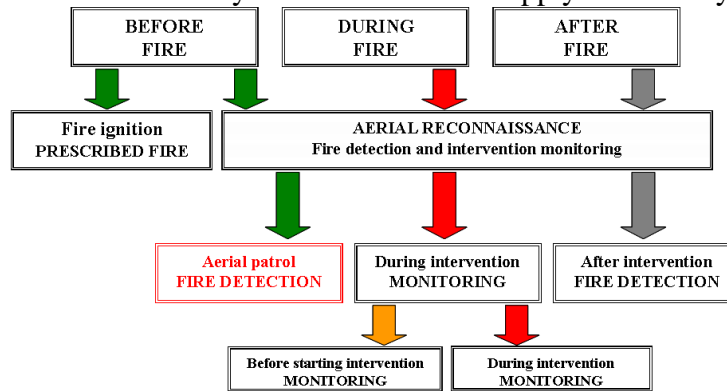 BEFORE
FIRE
DURING
FIRE
AFTER
FIRE
Fire ignition
PRESCRIBED FIRE
AERIAL RECONNAISSANCE
Fire detection and intervention monitoring
Aerial patrol
FIRE DETECTION
During intervention
MONITORING
After intervention
FIRE DETECTION
Before starting intervention
MONITORING
During intervention
MONITORING